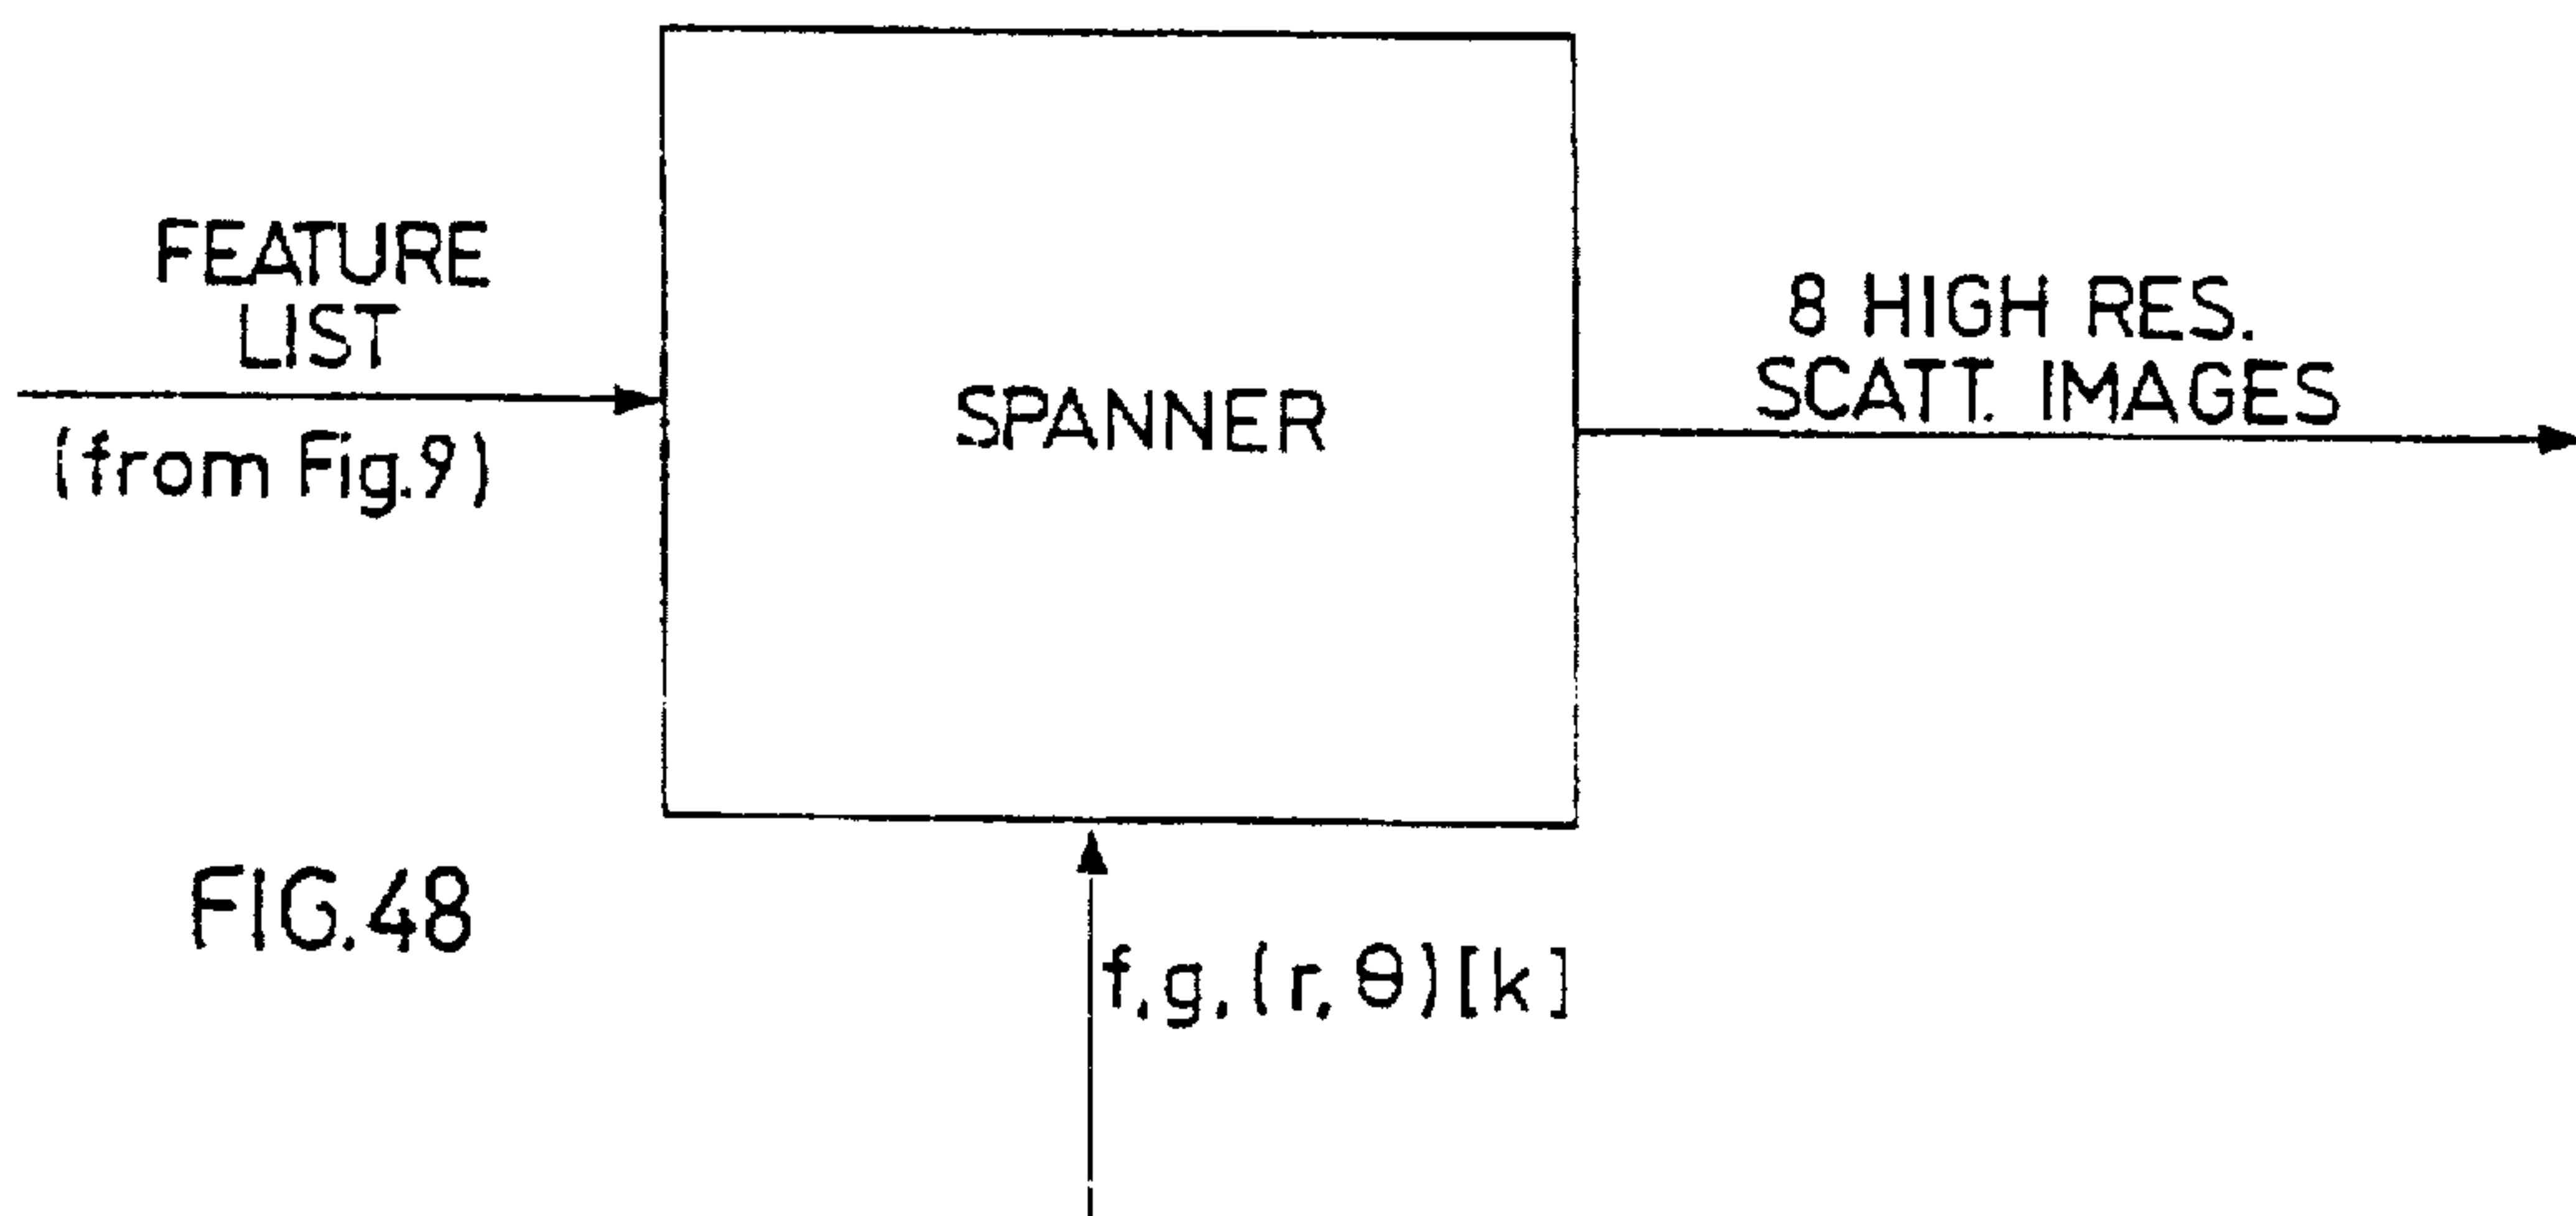 FEATURE
LIST
(from Fig.9)
SPANNER
8 HIGH RES.
SCATT. IMAGES
f,g,(r,θ)[k]
FIG.48